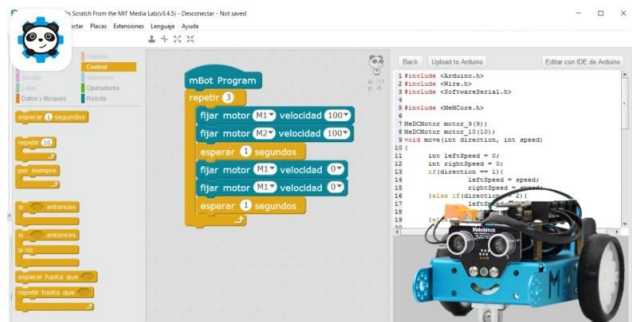 On Scratch From the MIT Media Lab(v3.4.5) - Desconectar - Not saved
ctar Placas Extensiones Lenguaje Ayuda
Eventos
Control
Sensores
Operadores
Datos y Bloques
Robots
esperar 1 segundos
repetir 10
por siempre
si entonces
si entonces
si no
esperar hasta que
repetir hasta que
mBot Program
repetir 3
fijar motor M1 velocidad 100
fijar motor M2 velocidad 100
esperar 1 segundos
fijar motor M1 velocidad 0
fijar motor M1 velocidad 0
esperar 1 segundos
Back Upload to Arduino Editar con IDE de Arduino
1 #include <Arduino.h>
2 #include <Wire.h>
3 #include <SoftwareSerial.h>
4
5 #include <MeMCore.h>
6
7 MeDCMotor motor_9(9);
8 MeDCMotor motor_10(10);
9 void move(int direction, int speed)
10 {
11 int leftSpeed = 0;
12 int rightSpeed = 0;
13 if(direction == 1){
14 leftSpeed = speed;
15 rightSpeed = speed;
16 }else if(direction == 2){
17 leftSpeed
18
19
Makeblock